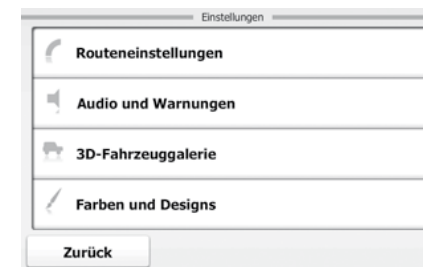 Einstellungen
Routeneinstellungen
Audio und Warnungen
3D-Fahrzeuggalerie
Farben und Designs
Zurück